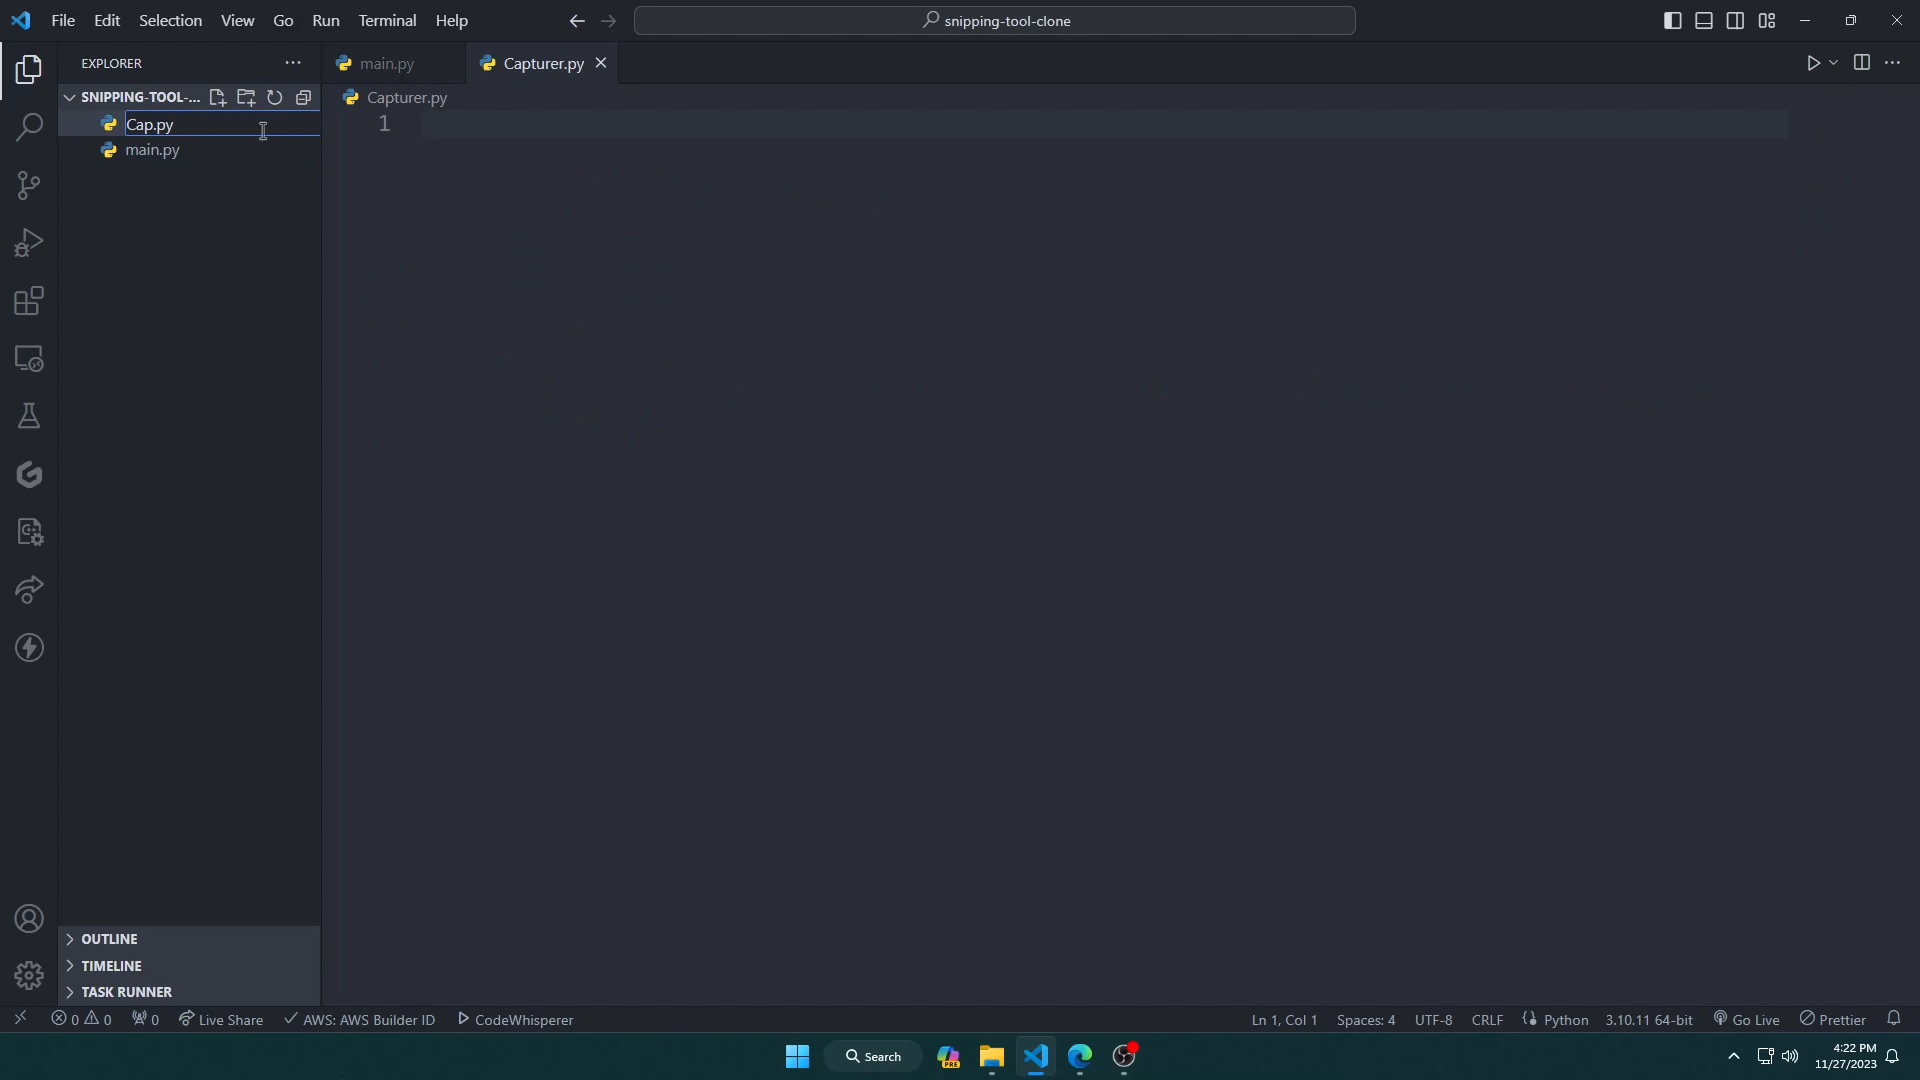 File Edit Selection View Go Run Terminal Help
snipping-tool-clone
EXPLORER
main.py
Capturer.py
SNIPPING-TOOL-...
Capturer.py
Cap.py
1
main.py
OUTLINE
TIMELINE
TASK RUNNER
0 0 0 Live Share AWS: AWS Builder ID CodeWhisperer
Ln 1, Col 1 Spaces: 4 UTF-8 CRLF Python 3.10.11 64-bit Go Live Prettier
Search
PRE
4:22 PM
11/27/2023